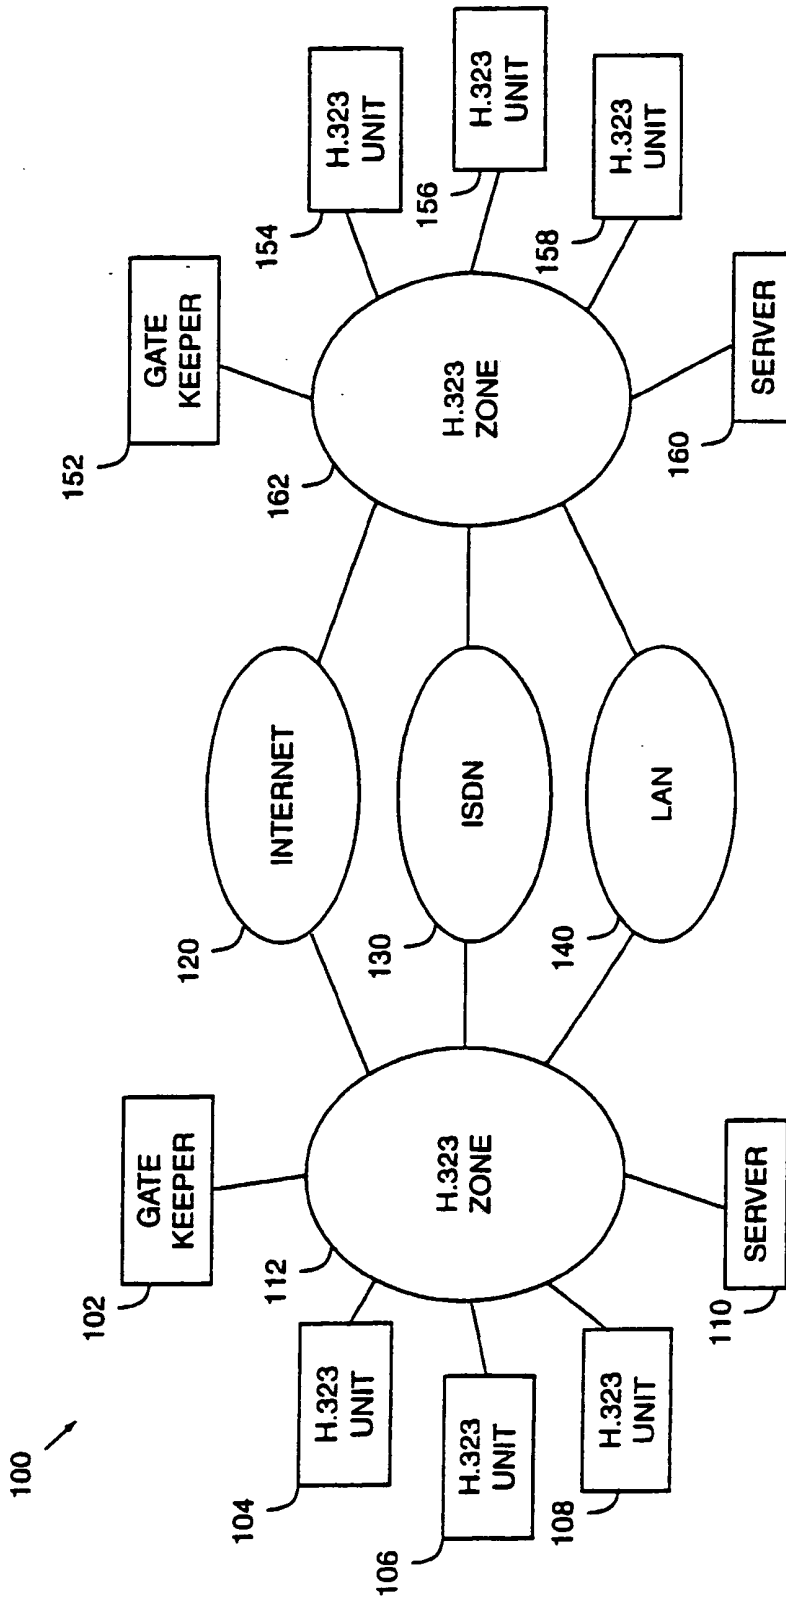 100
102
GATE
KEEPER
104
H.323
UNIT
106
H.323
UNIT
108
H.323
UNIT
110
SERVER
112
H.323
ZONE
120
INTERNET
130
ISDN
140
LAN
152
GATE
KEEPER
162
H.323
ZONE
154
H.323
UNIT
156
H.323
UNIT
158
H.323
UNIT
160
SERVER